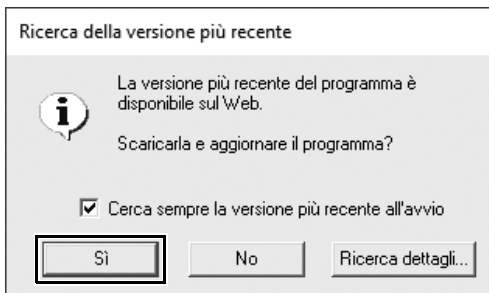 Ricerca della versione più recente
La versione più recente del programma è
disponibile sul Web.
Scaricarla e aggiornare il programma?
Cerca sempre la versione più recente all'avvio
Sì No Ricerca dettagli...